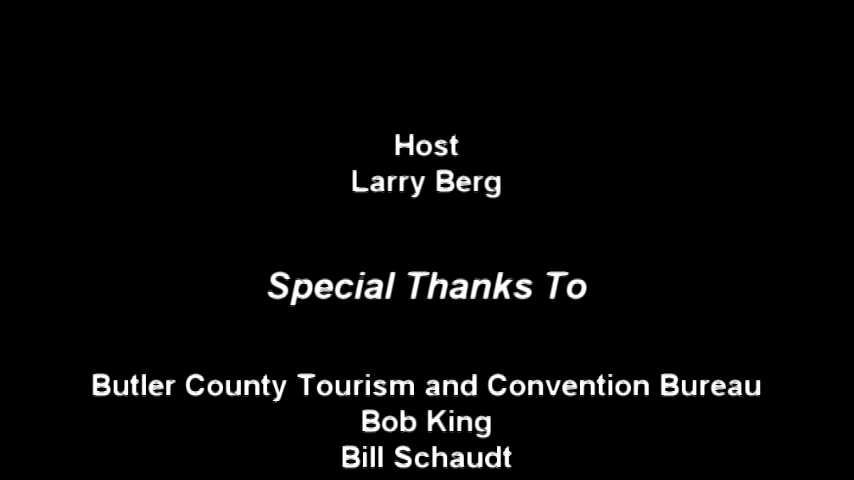 Host
Larry Berg
Special Thanks To
Butler County Tourism and Convention Bureau
Bob King
Bill Schaudt